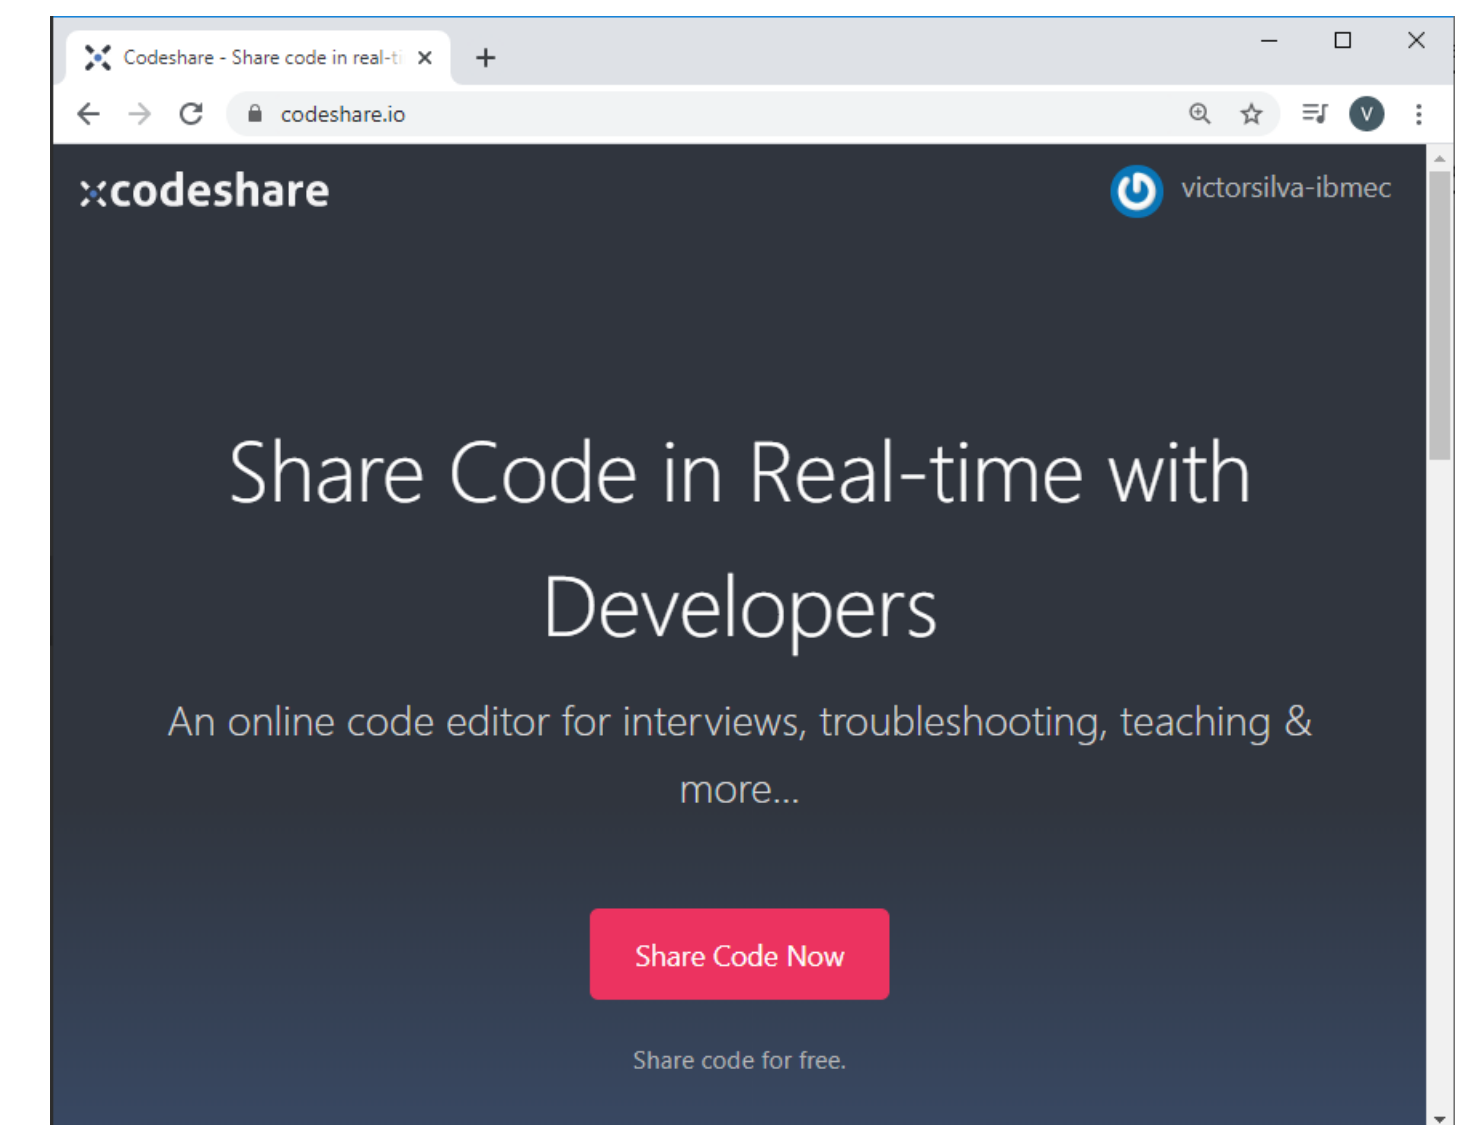 Codeshare - Share code in real-ti
codeshare.io
V
codeshare
victorsilva-ibmec
Share Code in Real-time with
Developers
An online code editor for interviews, troubleshooting, teaching &
more...
Share Code Now
Share code for free.